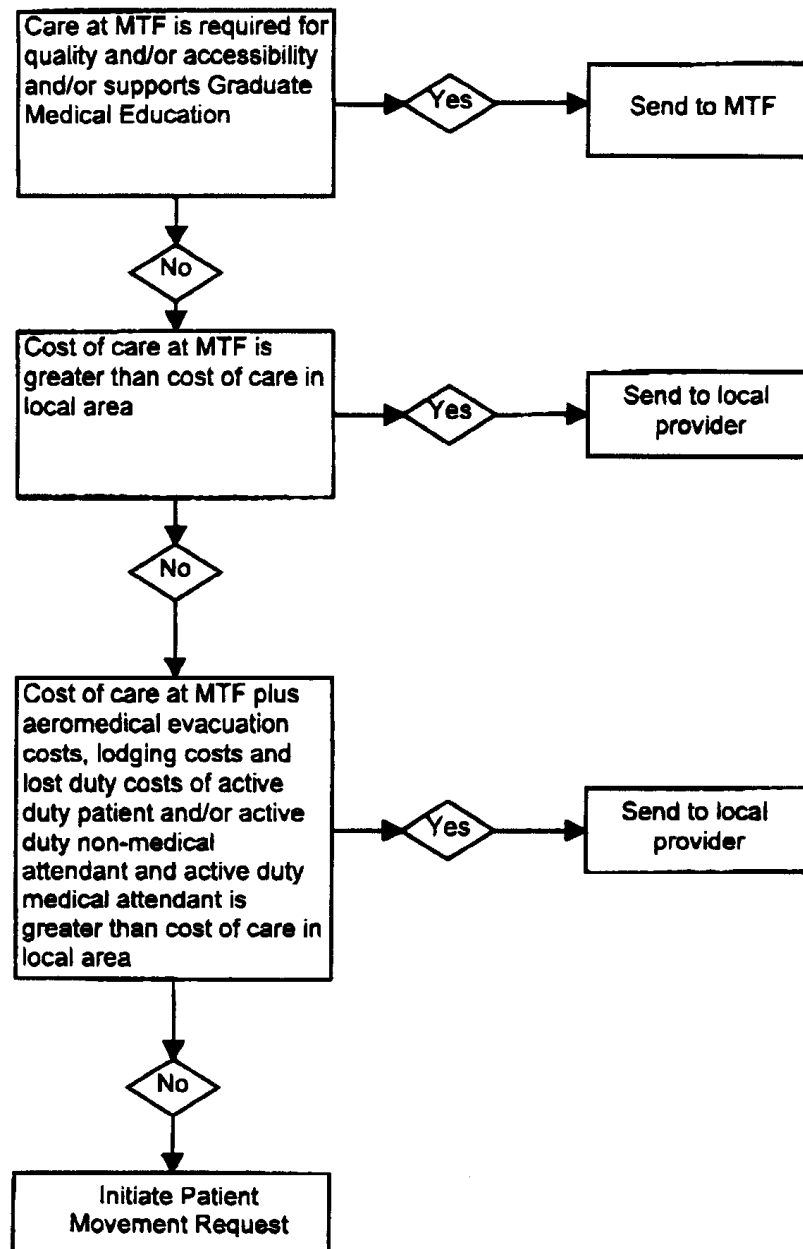 Care at MTF is required for
quality and/or accessibility
and/or supports Graduate
Medical Education
Yes
Send to MTF
No
Cost of care at MTF is
greater than cost of care in
local area
Yes
Send to local
provider
No
Cost of care at MTF plus
aeromedical evacuation
costs, lodging costs and
lost duty costs of active
duty patient and/or active
duty non-medical
attendant and active duty
medical attendant is
greater than cost of care in
local area
Yes
Send to local
provider
No
Initiate Patient
Movement Request